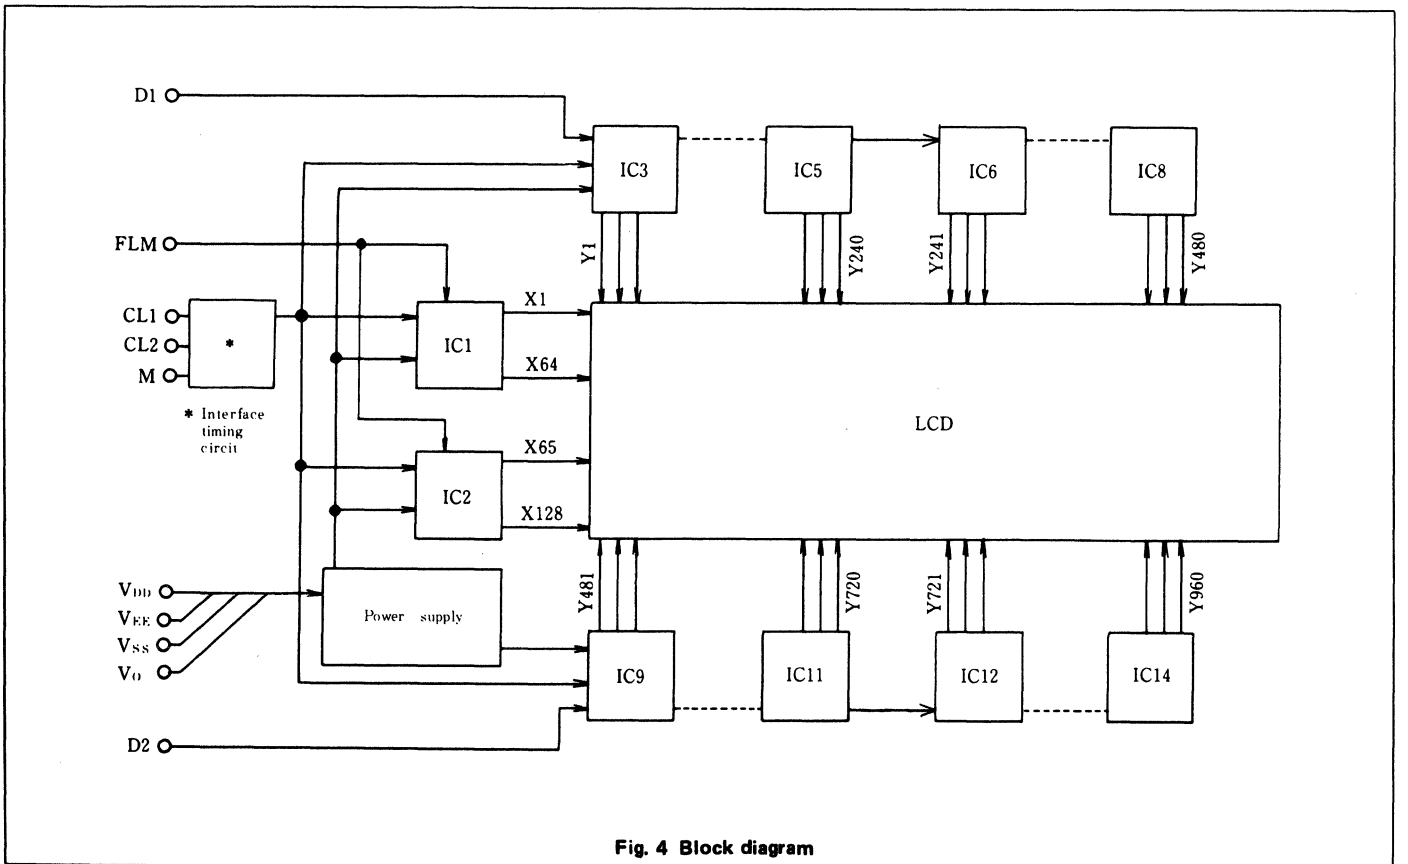 D1
IC3
IC5
IC6
IC8
FLM
Y1
Y240
Y241
Y480
CL1
CL2
M
*
X1
IC1
X64
* Interface
timing
circit
LCD
X65
IC2
X128
VDD
VEE
VSS
VO
Power supply
Y481
Y720
Y721
Y960
IC9
IC11
IC12
IC14
D2
Fig. 4 Block diagram